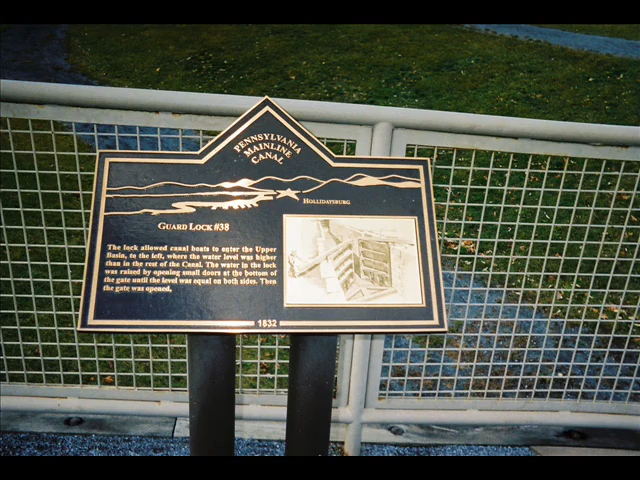 PENNSYLVANIA
MAINLINE
CANAL
HOLLIDAYSBURG
GUARD LOCK #38
The lock allowed canal boats to enter the Upper
Basin, to the left, where the water level was higher
than in the rest of the Canal. The water in the lock
was raised by opening small doors at the bottom of
the gate until the level was equal on both sides. Then
the gate was opened.
1832